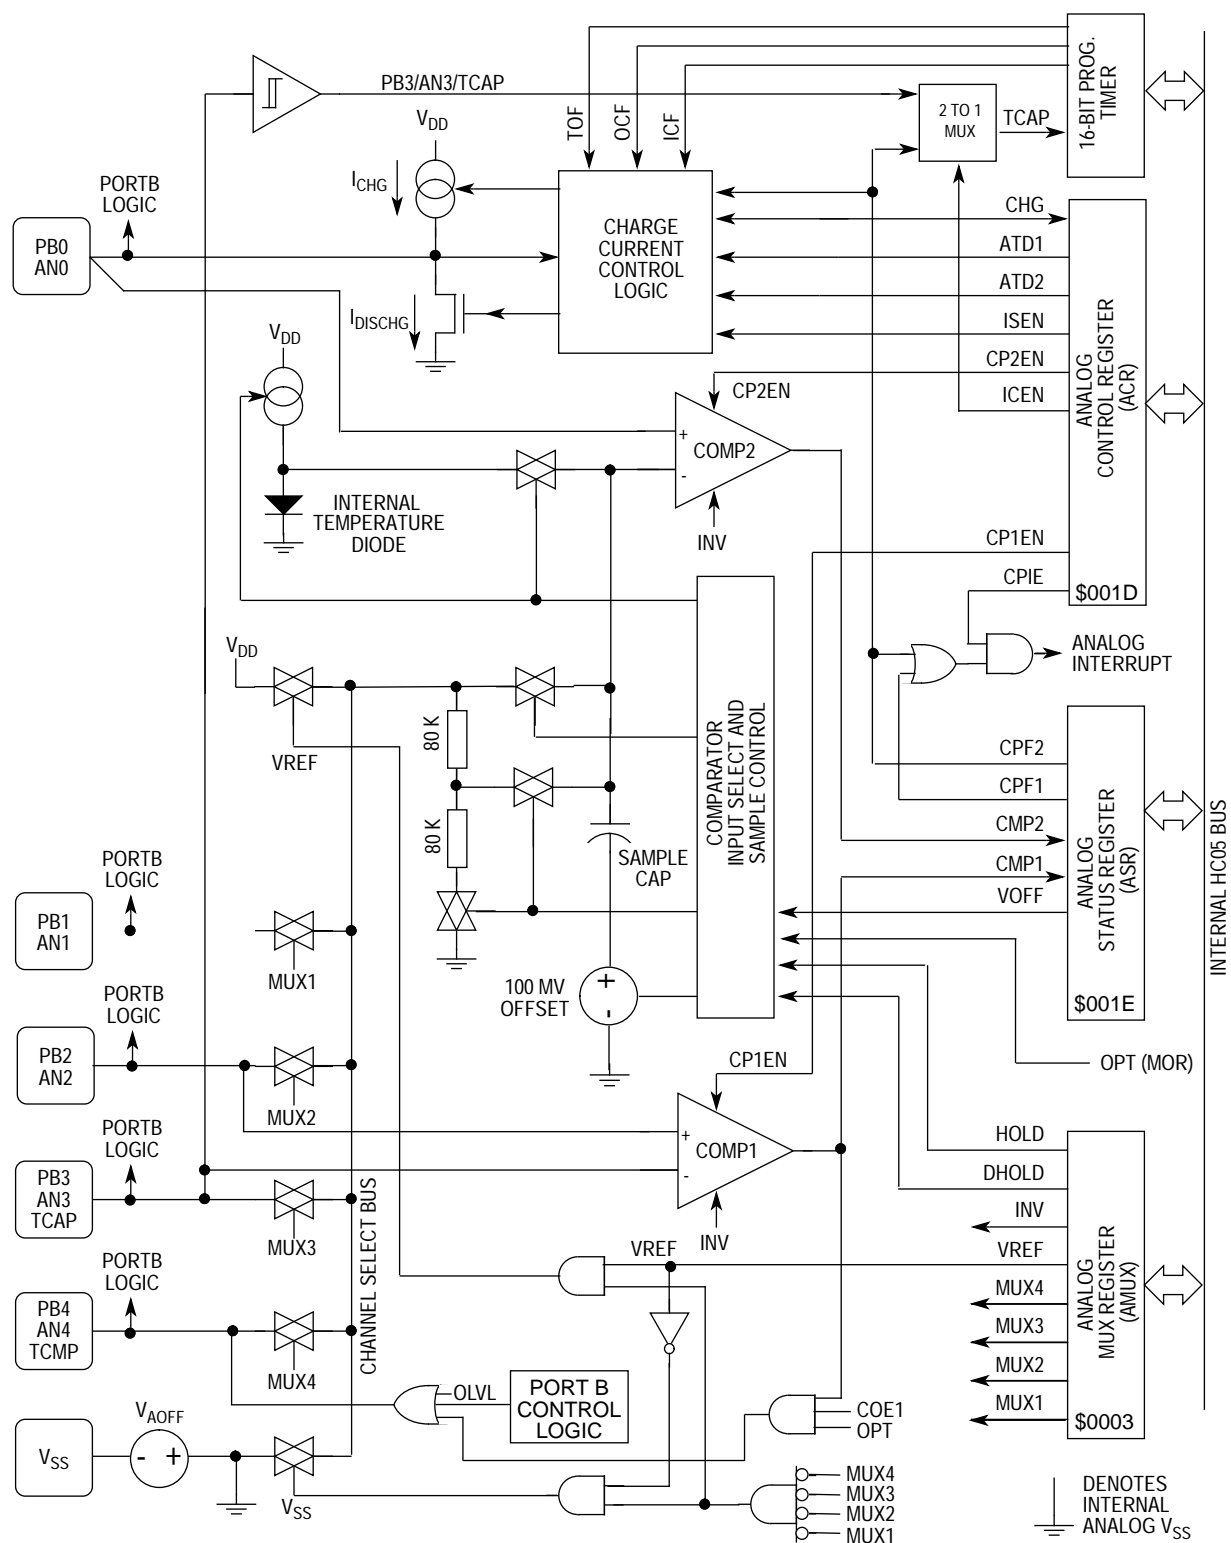 PB3/AN3/TCAP
TOF
OCF
ICF
2 TO 1
MUX
TCAP
16-BIT PROG.
TIMER
VDD
ICHG
PORTB
LOGIC
PB0
AN0
CHARGE
CURRENT
CONTROL
LOGIC
IDISCHG
CHG
ATD1
ATD2
ISEN
CP2EN
ICEN
ANALOG
CONTROL REGISTER
(ACR)
VDD
CP2EN
+
COMP2
-
INV
INTERNAL
TEMPERATURE
DIODE
CP1EN
CPIE
$001D
ANALOG
INTERRUPT
VDD
VREF
80 K
80 K
COMPARATOR
INPUT SELECT AND
SAMPLE CONTROL
SAMPLE
CAP
CPF2
CPF1
CMP2
CMP1
VOFF
ANALOG
STATUS REGISTER
(ASR)
$001E
INTERNAL HC05 BUS
PORTB
LOGIC
PB1
AN1
MUX1
100 MV
OFFSET
+
-
PORTB
LOGIC
PB2
AN2
MUX2
OPT (MOR)
CP1EN
+
COMP1
-
INV
PORTB
LOGIC
PB3
AN3
TCAP
MUX3
CHANNEL SELECT BUS
HOLD
DHOLD
INV
VREF
MUX4
MUX3
MUX2
MUX1
ANALOG
MUX REGISTER
(AMUX)
$0003
VREF
PORTB
LOGIC
PB4
AN4
TCMP
MUX4
OLVL
PORT B
CONTROL
LOGIC
COE1
OPT
VAOFF
VSS
- +
VSS
MUX4
MUX3
MUX2
MUX1
DENOTES
INTERNAL
ANALOG VSS